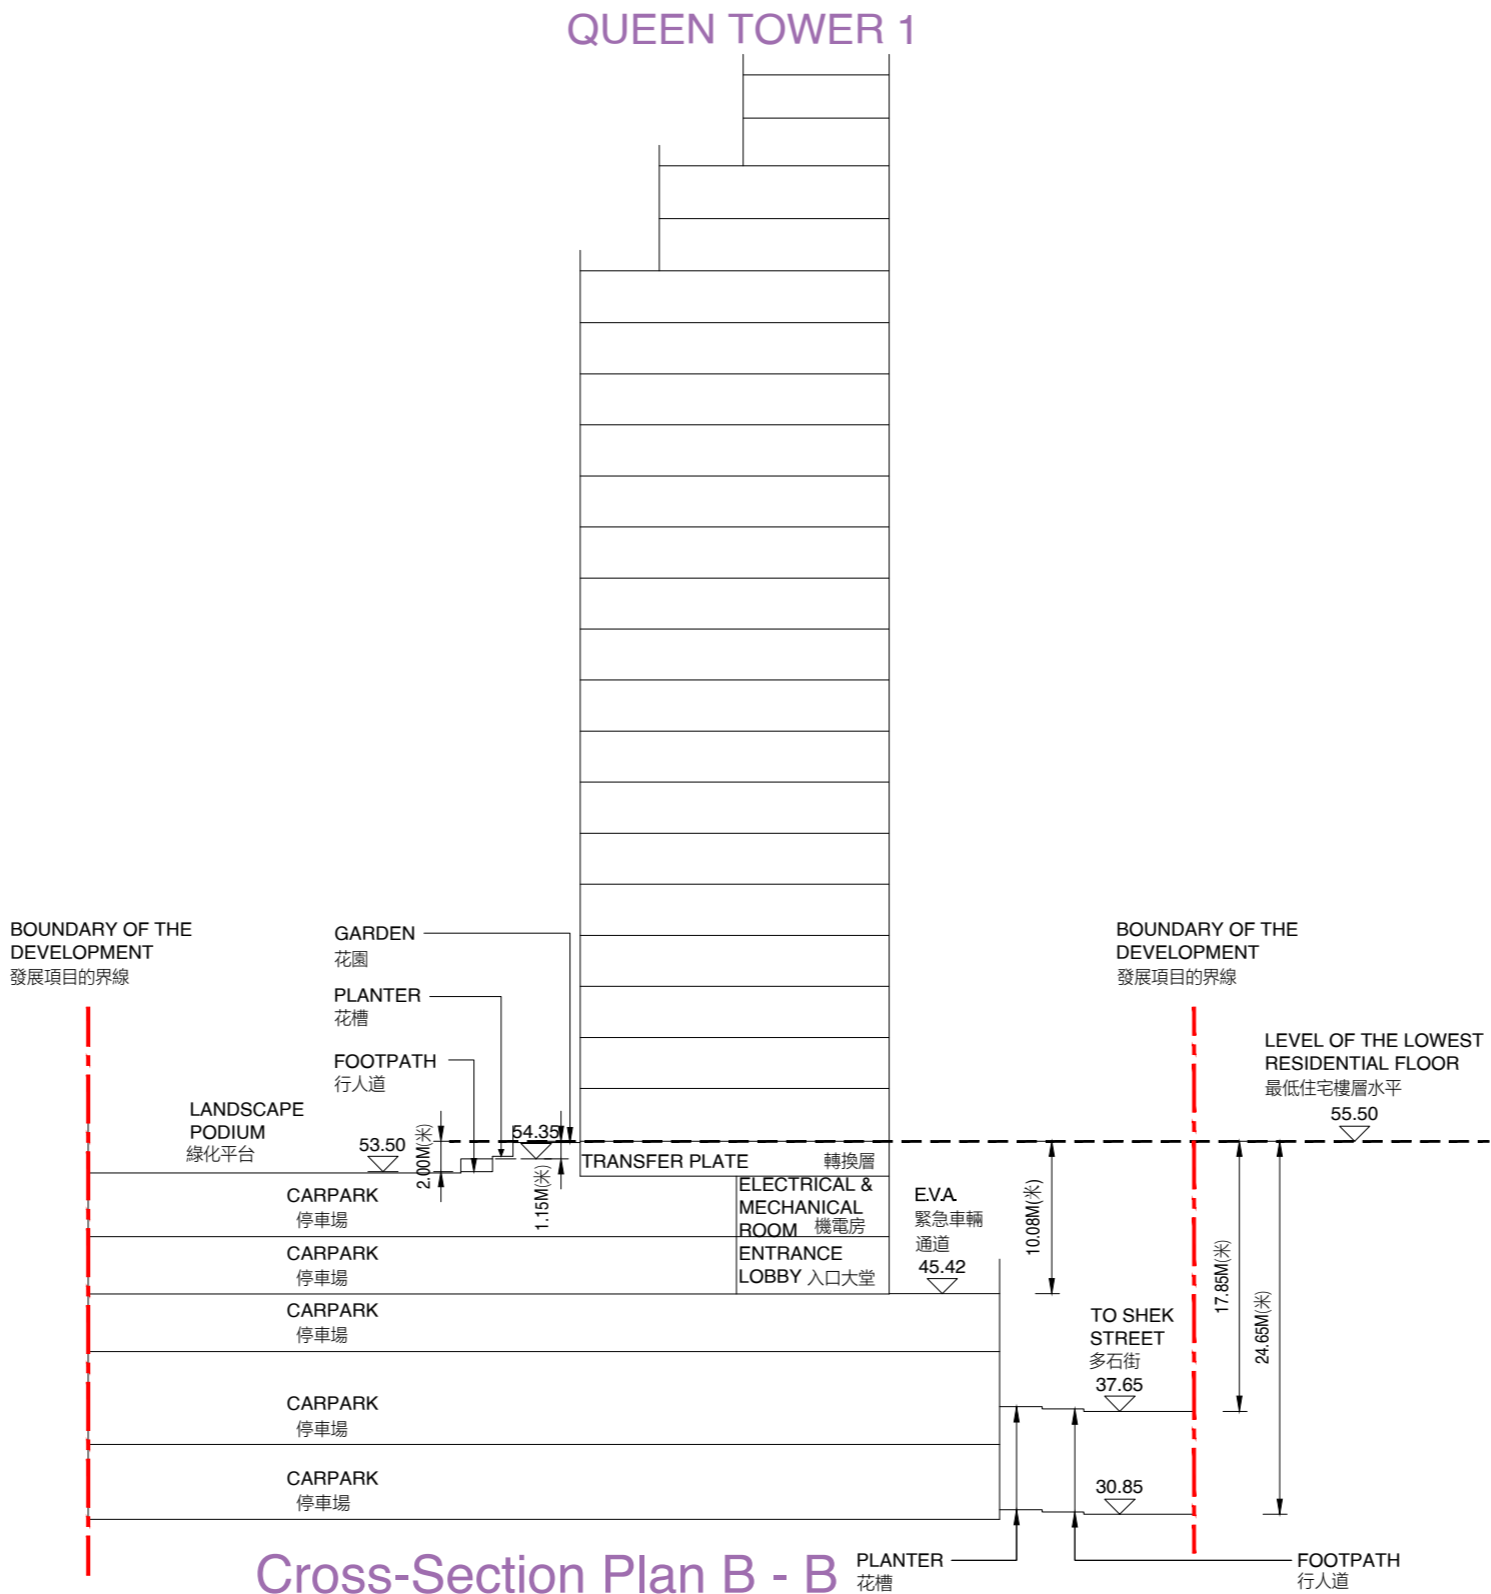 QUEEN TOWER 1
BOUNDARY OF THE
DEVELOPMENT
發展項目的界線
GARDEN
花園
PLANTER
花槽
FOOTPATH
行人道
LANDSCAPE
PODIUM
綠化平台
53.50
2.00M(米)
54.35
1.15M(米)
TRANSFER PLATE 轉換層
ELECTRICAL &
MECHANICAL
ROOM 機電房
ENTRANCE
LOBBY 入口大堂
CARPARK
停車場
CARPARK
停車場
CARPARK
停車場
CARPARK
停車場
CARPARK
停車場
E.V.A.
緊急車輛
通道
45.42
10.08M(米)
BOUNDARY OF THE
DEVELOPMENT
發展項目的界線
LEVEL OF THE LOWEST
RESIDENTIAL FLOOR
最低住宅樓層水平
55.50
17.85M(米)
24.65M(米)
TO SHEK
STREET
多石街
37.65
30.85
PLANTER
花槽
FOOTPATH
行人道
Cross-Section Plan B - B